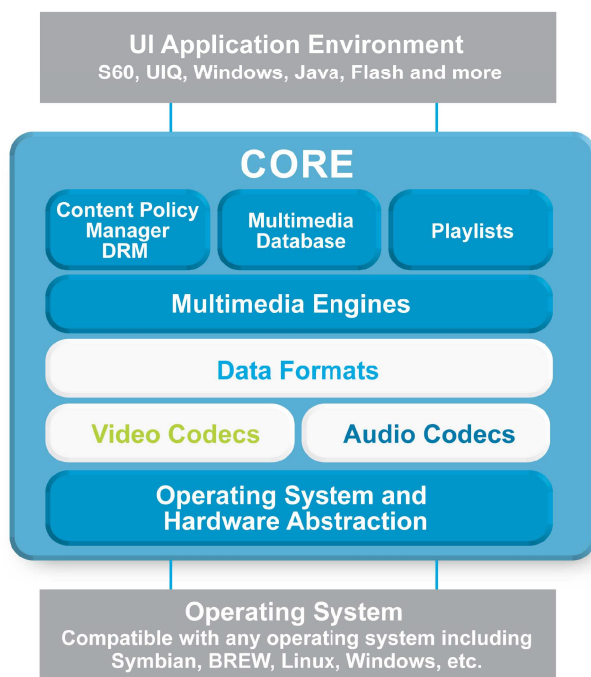 UI Application Environment
S60, UIQ, Windows, Java, Flash and more
CORE
Content Policy
Manager
DRM
Multimedia
Database
Playlists
Multimedia Engines
Data Formats
Video Codecs
Audio Codecs
Operating System and
Hardware Abstraction
Operating System
Compatible with any operating system including
Symbian, BREW, Linux, Windows, etc.